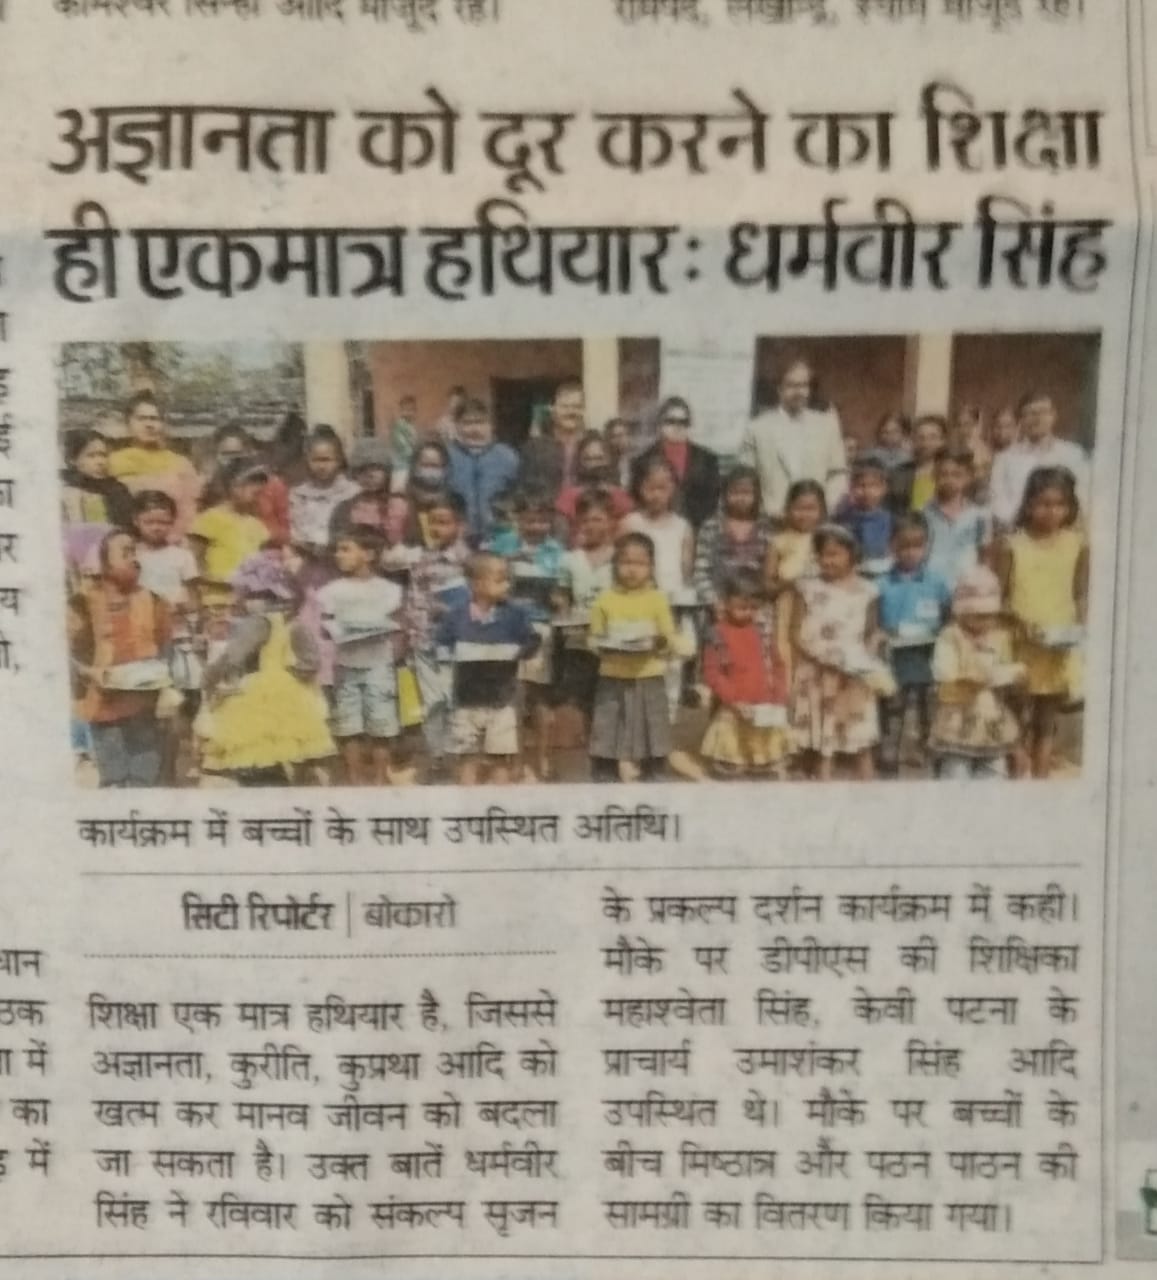 आदि मौजूद रहे।
मौजूद रहे।
अज्ञानता को दूर करने का शिक्षा
ही एकमात्र हथियार: धर्मवीर सिंह
कार्यक्रम में बच्चों के साथ उपस्थित अतिथि।
सिटी रिपोर्टर | बोकारो
शिक्षा एक मात्र हथियार है, जिससे
अज्ञानता, कुरीति, कुप्रथा आदि को
खत्म कर मानव जीवन को बदला
जा सकता है। उक्त बातें धर्मवीर
सिंह ने रविवार को संकल्प सृजन
के प्रकल्प दर्शन कार्यक्रम में कही।
मौके पर डीपीएस की शिक्षिका
महाश्वेता सिंह, केवी पटना के
प्राचार्य उमाशंकर सिंह आदि
उपस्थित थे। मौके पर बच्चों के
बीच मिष्ठान्न और पठन पाठन की
सामग्री का वितरण किया गया।
में
का
में